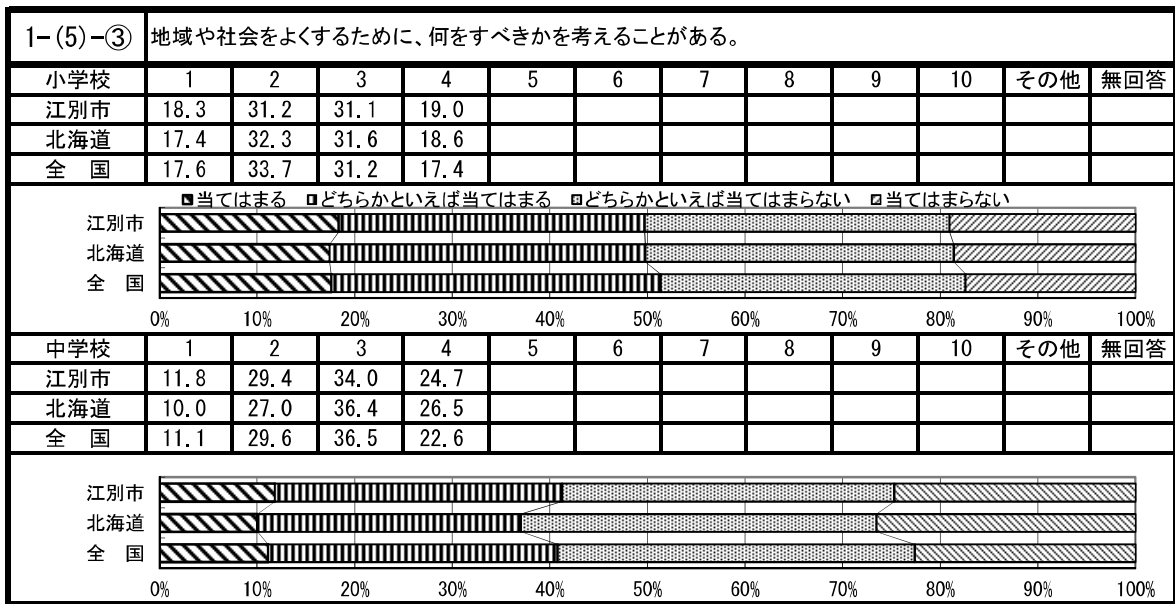 1-(5)-③ 地域や社会をよくするために、何をすべきかを考えることがある。
小学校 1 2 3 4 5 6 7 8 9 10 その他 無回答
江別市 18.3 31.2 31.1 19.0
北海道 17.4 32.3 31.6 18.6
全　国 17.6 33.7 31.2 17.4
当てはまる どちらかといえば当てはまる どちらかといえば当てはまらない 当てはまらない
江別市
北海道
全　国
0% 10% 20% 30% 40% 50% 60% 70% 80% 90% 100%
中学校 1 2 3 4 5 6 7 8 9 10 その他 無回答
江別市 11.8 29.4 34.0 24.7
北海道 10.0 27.0 36.4 26.5
全　国 11.1 29.6 36.5 22.6
江別市
北海道
全　国
0% 10% 20% 30% 40% 50% 60% 70% 80% 90% 100%